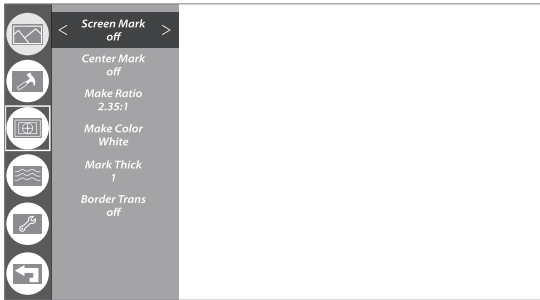 < Screen Mark >
off
Center Mark
off
Make Ratio
2.35:1
Make Color
White
Mark Thick
1
Border Trans
off